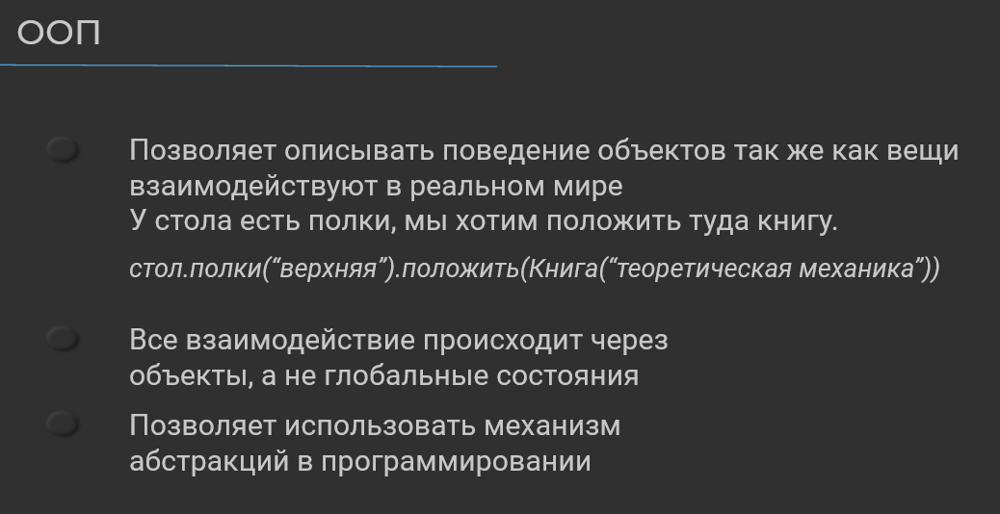 ООП
Позволяет описывать поведение объектов так же как вещи
взаимодействуют в реальном мире
У стола есть полки, мы хотим положить туда книгу.
стол.полки(“верхняя”).положить(Книга(“теоретическая механика”))
Все взаимодействие происходит через
объекты, а не глобальные состояния
Позволяет использовать механизм
абстракций в программировании